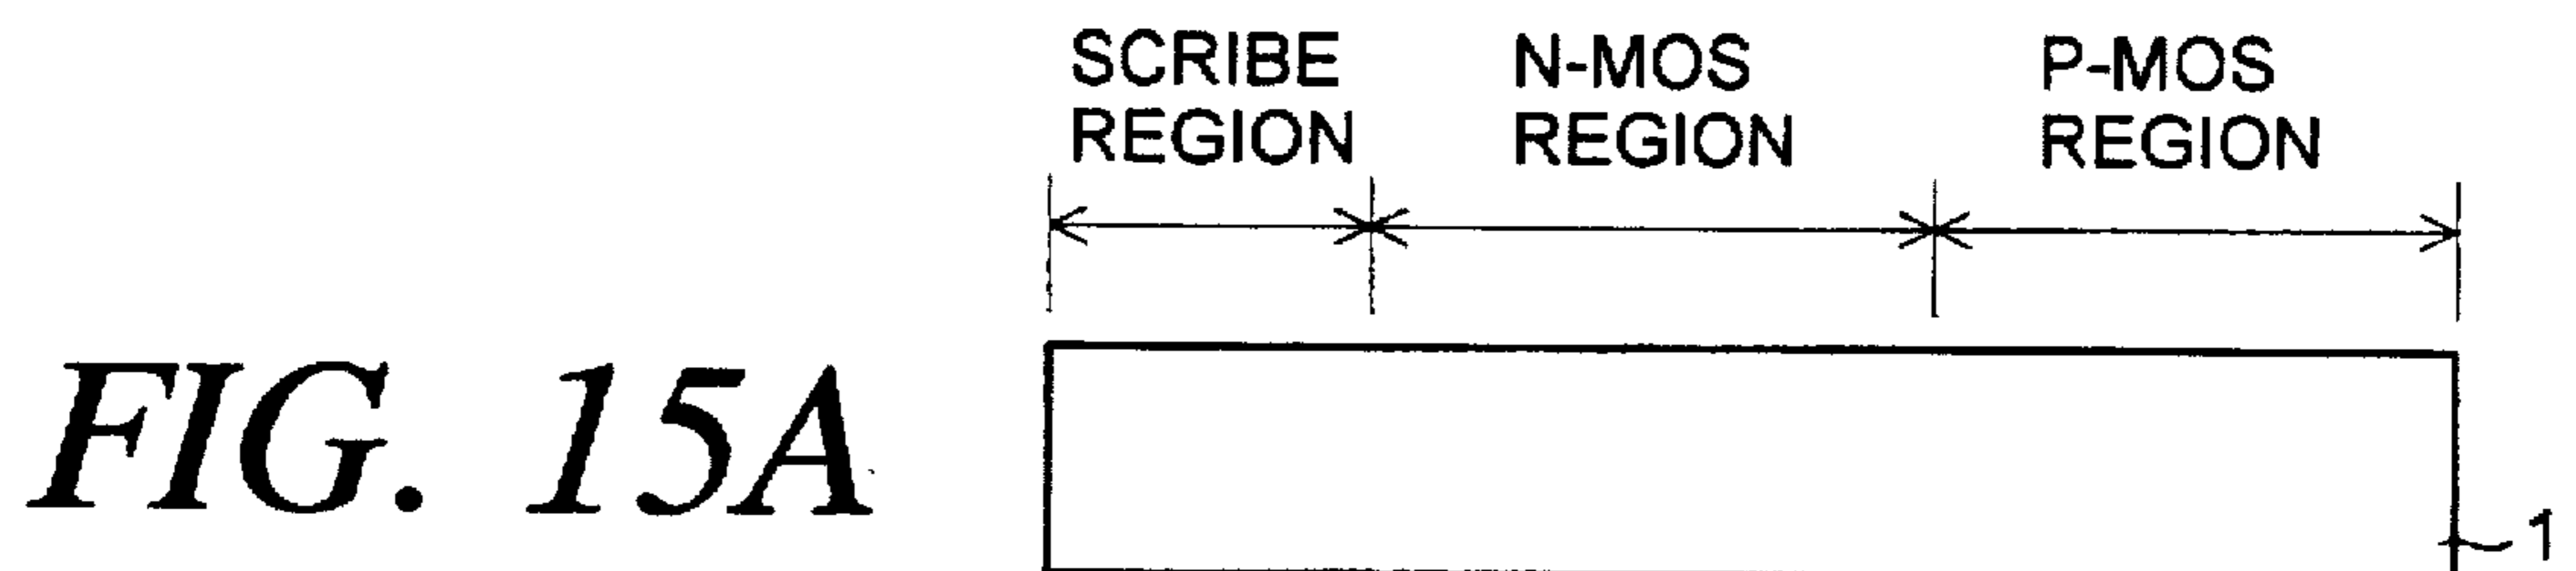 SCRIBE REGION
N-MOS REGION
P-MOS REGION
FIG. 15A
1